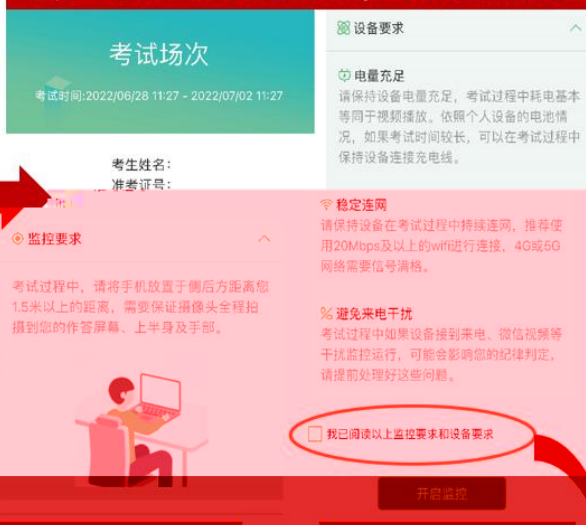 考试场次
考试时间:2022/06/28 11:27 - 2022/07/02 11:27
考生姓名:
准考证号:
监控要求
考试过程中，请将手机放置于侧后方距离您
1.5米以上的距离，需要保证摄像头全程拍
摄到您的作答屏幕、上半身及手部。
设备要求
电量充足
请保持设备电量充足，考试过程中耗电基本
等同于视频播放。依照个人设备的电池情
况，如果考试时间较长，可以在考试过程中
保持设备连接充电线。
稳定连网
请保持设备在考试过程中持续连网，推荐使
用20Mbps及以上的wifi进行连接，4G或5G
网络需要信号满格。
避免来电干扰
考试过程中如果设备接到来电、微信视频等
干扰监控运行，可能会影响您的纪律判定，
请提前处理好这些问题。
我已阅读以上监控要求和设备要求
开启监控